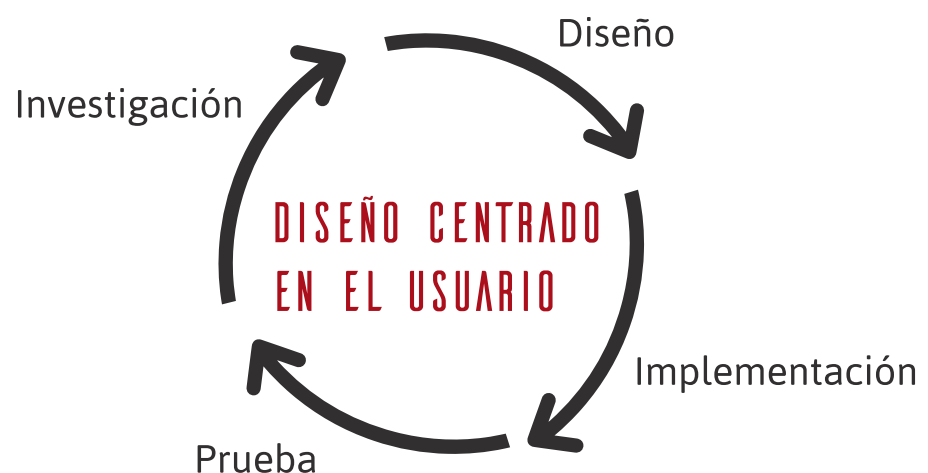 Diseño
Investigación
DISEÑO CENTRADO
EN EL USUARIO
Implementación
Prueba